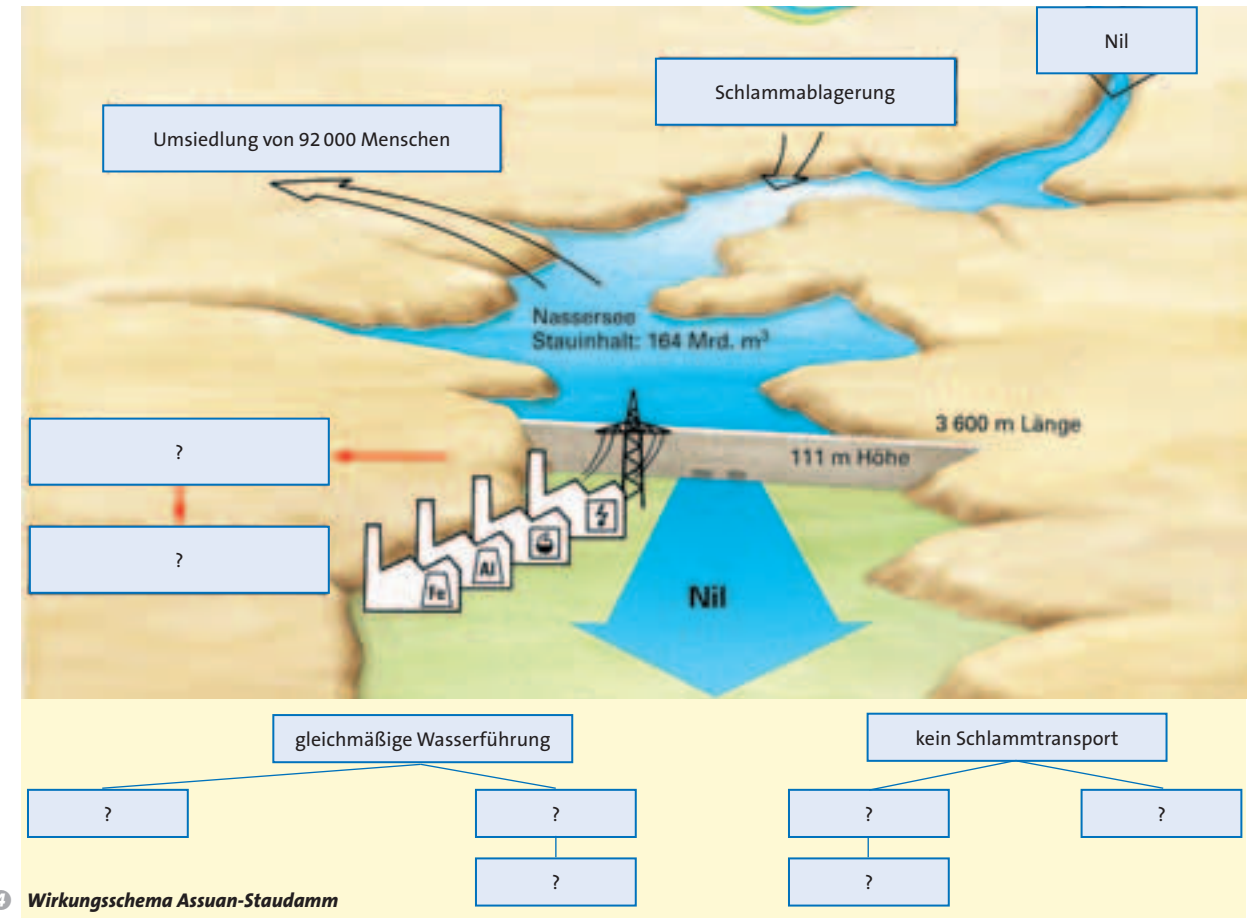 Nil
Schlammablagerung
Umsiedlung von 92 000 Menschen
Nassersee
Stauinhalt: 164 Mrd. m³
3 600 m Länge
111 m Höhe
?
?
Fe
Al
Nil
gleichmäßige Wasserführung
kein Schlammtransport
?
?
?
?
?
?
4 Wirkungsschema Assuan-Staudamm